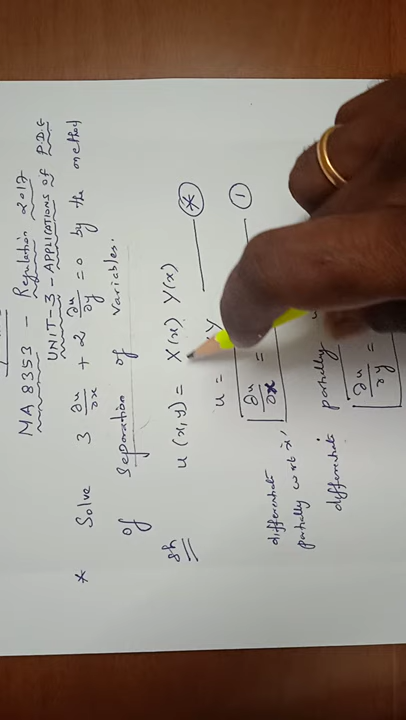 MA 8353 - Regulation 2017
UNIT-3 - APPLICATIONS OF PDE
* Solve 3 ∂u/∂x + 2 ∂u/∂y = 0 by the method
of Separation of Variables.
u(x,y) = X(x) Y(x) *
u = Y 1
differentiate partially w.r.t 'x', ∂u/∂x =
differentiate partially
∂u/∂y =